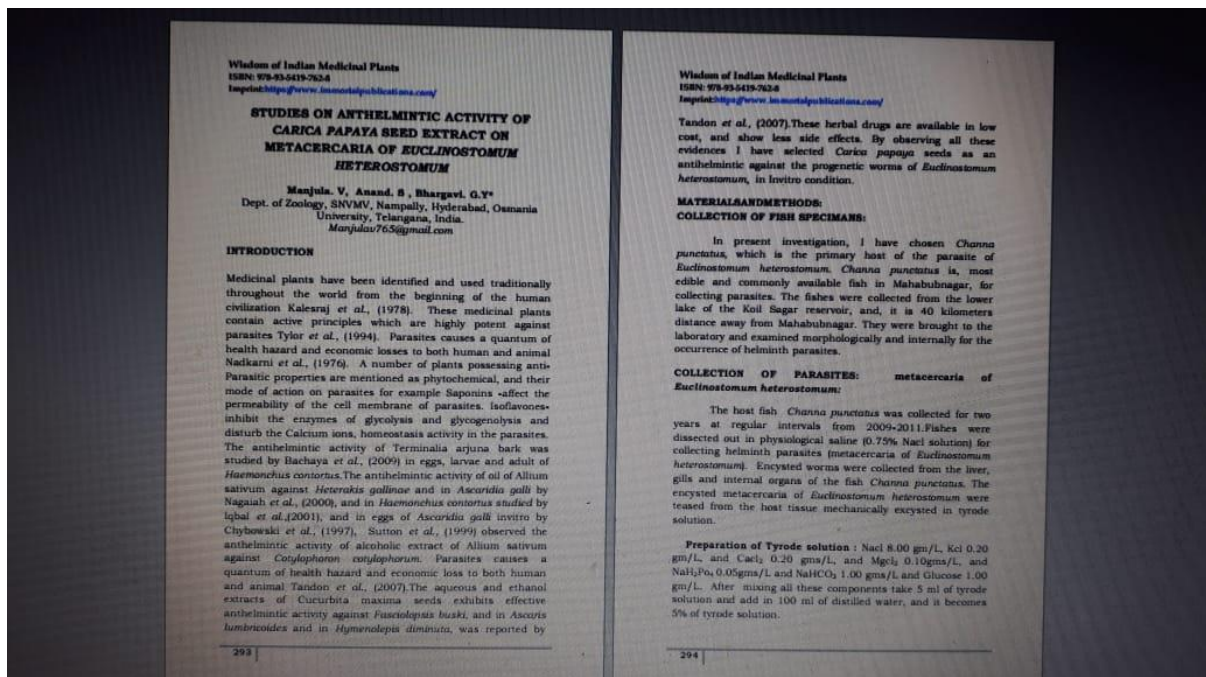 Wisdom of Indian Medicinal Plants
ISBN: 978-93-5419-762-8
Imprint:https://www.immortalpublications.com/
STUDIES ON ANTHELMINTIC ACTIVITY OF
CARICA PAPAYA SEED EXTRACT ON
METACERCARIA OF EUCLINOSTOMUM
HETEROSTOMUM
Manjula. V, Anand. S , Bhargavi. G.Y*
Dept. of Zoology, SNVMV, Nampally, Hyderabad, Osmania
University, Telangana, India.
Manjulav765@gmail.com
INTRODUCTION
Medicinal plants have been identified and used traditionally
throughout the world from the beginning of the human
civilization Kalesraj et al., (1978). These medicinal plants
contain active principles which are highly potent against
parasites Tylor et al., (1994). Parasites causes a quantum of
health hazard and economic losses to both human and animal
Nadkarni et al., (1976). A number of plants possessing anti-
Parasitic properties are mentioned as phytochemical, and their
mode of action on parasites for example Saponins -affect the
permeability of the cell membrane of parasites. Isoflavones-
inhibit the enzymes of glycolysis and glycogenolysis and
disturb the Calcium ions, homeostasis activity in the parasites.
The antihelmintic activity of Terminalia arjuna bark was
studied by Bachaya et al., (2009) in eggs, larvae and adult of
Haemonchus contortus.The antihelmintic activity of oil of Allium
sativum against Heterakis gallinae and in Ascaridia galli by
Nagaiah et al., (2000), and in Haemonchus contortus studied by
Iqbal et al.,(2001), and in eggs of Ascaridia galli invitro by
Chybowski et al., (1997), Sutton et al., (1999) observed the
anthelmintic activity of alcoholic extract of Allium sativum
against Cotylophoron cotylophorum. Parasites causes a
quantum of health hazard and economic loss to both human
and animal Tandon et al., (2007).The aqueous and ethanol
extracts of Cucurbita maxima seeds exhibits effective
anthelmintic activity against Fasciolopsis buski, and in Ascaris
lumbricoides and in Hymenolepis diminuta, was reported by
293
Wisdom of Indian Medicinal Plants
ISBN: 978-93-5419-762-8
Imprint:https://www.immortalpublications.com/
Tandon et al., (2007).These herbal drugs are available in low
cost, and show less side effects. By observing all these
evidences I have selected Carica papaya seeds as an
antihelmintic against the progenetic worms of Euclinostomum
heterostomum, in Invitro condition.
MATERIALSANDMETHODS:
COLLECTION OF FISH SPECIMANS:
In present investigation, I have chosen Channa
punctatus, which is the primary host of the parasite of
Euclinostomum heterostomum. Channa punctatus is, most
edible and commonly available fish in Mahabubnagar, for
collecting parasites. The fishes were collected from the lower
lake of the Koil Sagar reservoir, and, it is 40 kilometers
distance away from Mahabubnagar. They were brought to the
laboratory and examined morphologically and internally for the
occurrence of helminth parasites.
COLLECTION OF PARASITES: metacercaria of
Euclinostomum heterostomum:
The host fish Channa punctatus was collected for two
years at regular intervals from 2009-2011.Fishes were
dissected out in physiological saline (0.75% Nacl solution) for
collecting helminth parasites (metacercaria of Euclinostomum
heterostomum). Encysted worms were collected from the liver,
gills and internal organs of the fish Channa punctatus. The
encysted metacercaria of Euclinostomum heterostomum were
teased from the host tissue mechanically excysted in tyrode
solution.
Preparation of Tyrode solution : Nacl 8.00 gm/L, Kcl 0.20
gm/L, and Cacl₂ 0.20 gms/L, and Mgcl₂ 0.10gms/L, and
NaH₂Po₄ 0.05gms/L and NaHCO₃ 1.00 gms/L and Glucose 1.00
gm/L. After mixing all these components take 5 ml of tyrode
solution and add in 100 ml of distilled water, and it becomes
5% of tyrode solution.
294